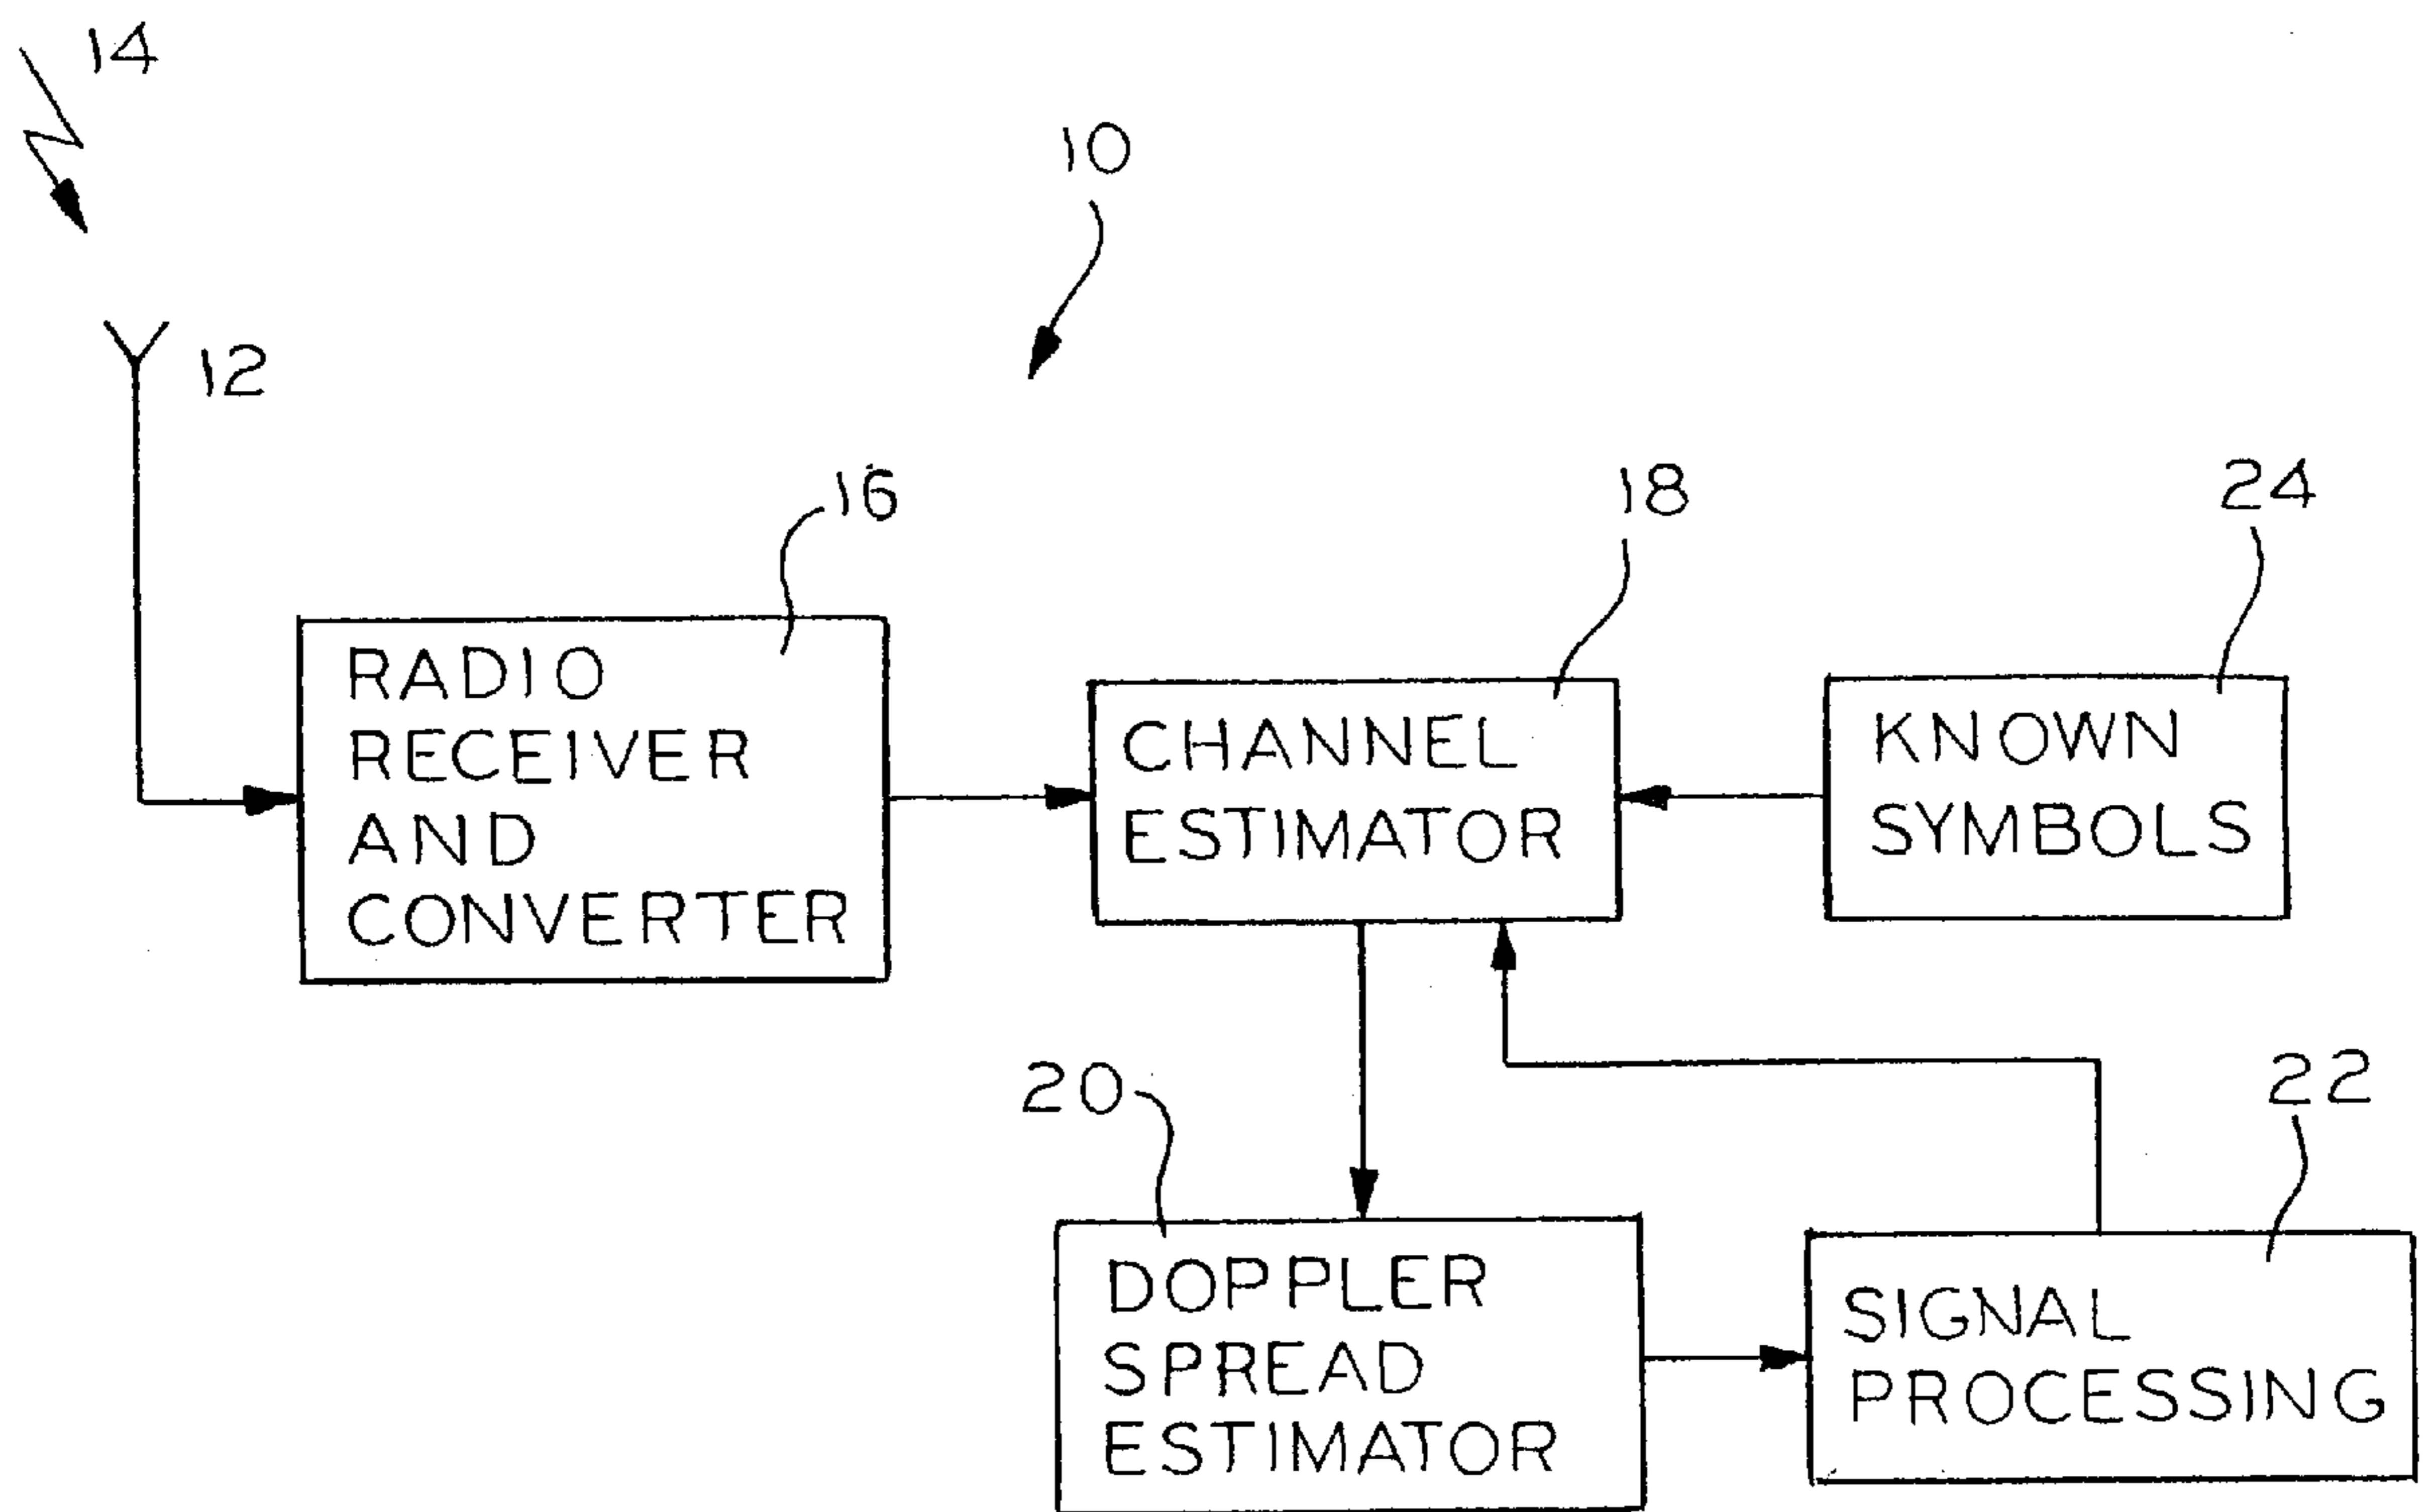 14
10
12
16
18
24
RADIO
RECEIVER
AND
CONVERTER
CHANNEL
ESTIMATOR
KNOWN
SYMBOLS
20
22
DOPPLER
SPREAD
ESTIMATOR
SIGNAL
PROCESSING